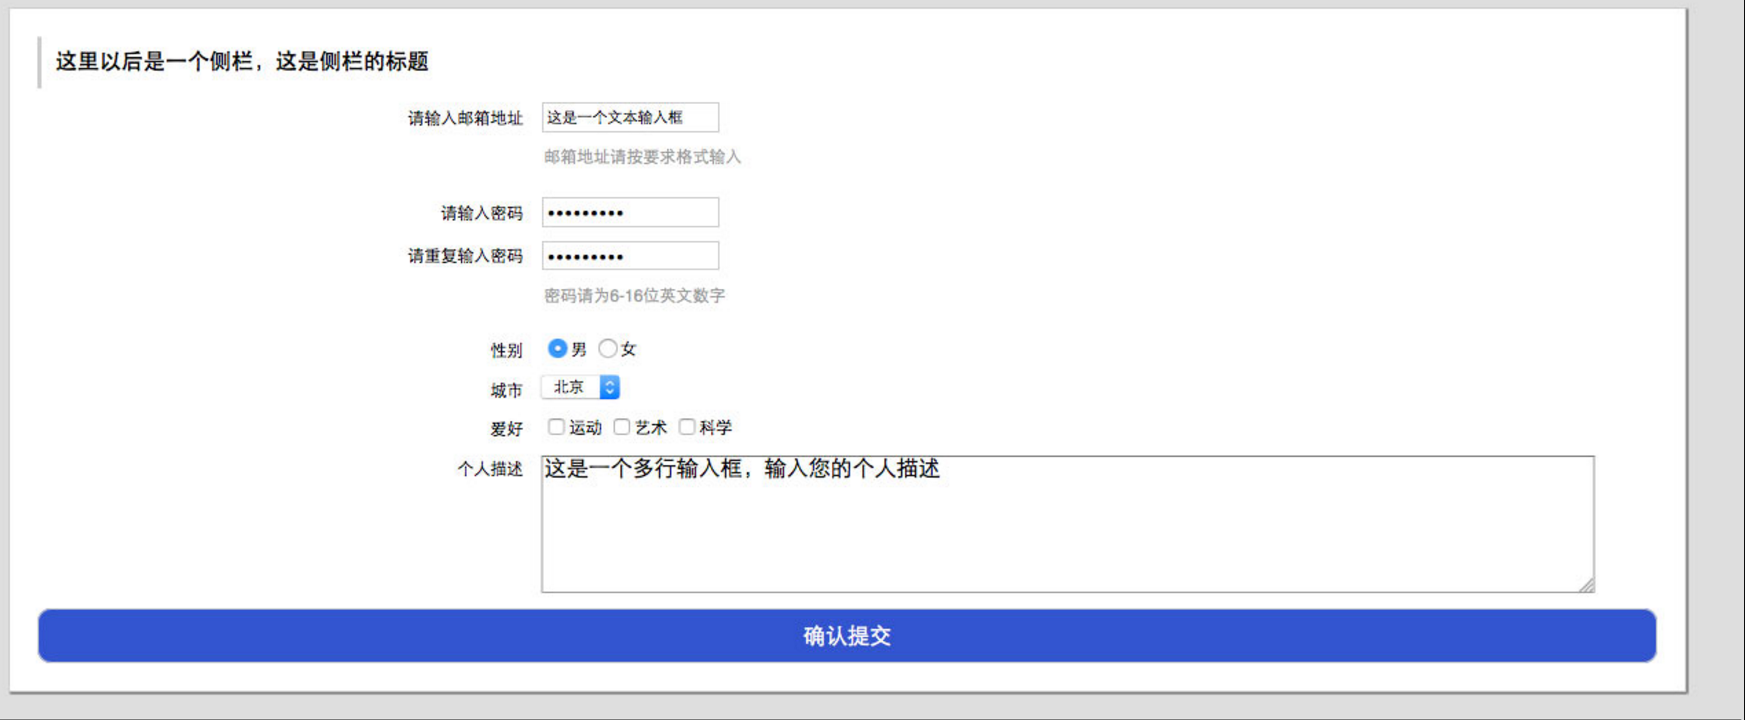 这里以后是一个侧栏，这是侧栏的标题
请输入邮箱地址 这是一个文本输入框
邮箱地址请按要求格式输入
请输入密码 •••••••••
请重复输入密码 •••••••••
密码请为6-16位英文数字
性别 男 女
城市 北京
爱好 运动 艺术 科学
个人描述 这是一个多行输入框，输入您的个人描述
确认提交